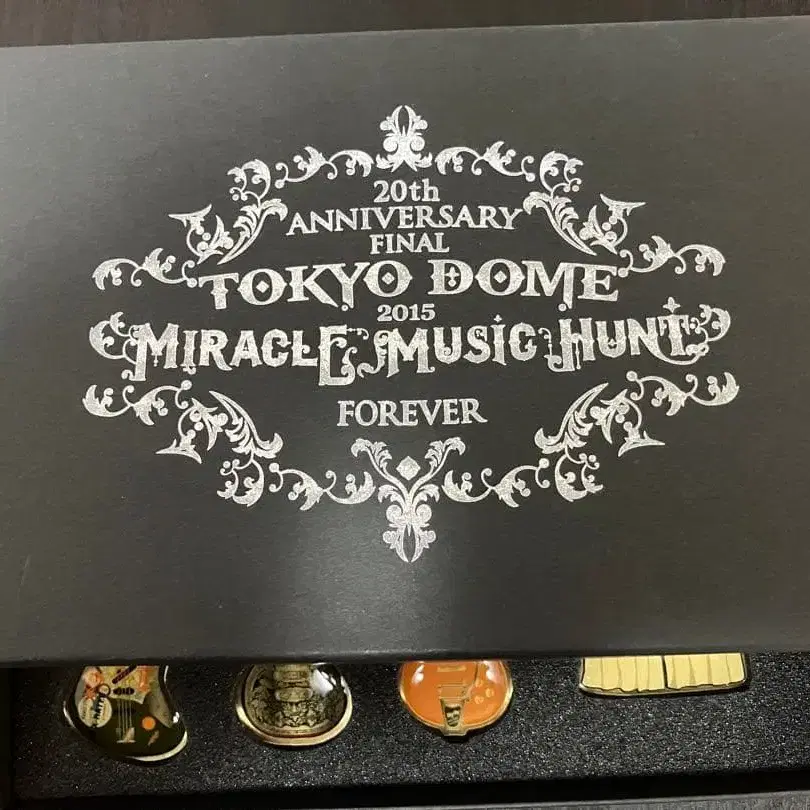 20th
ANNIVERSARY
FINAL
TOKYO DOME
2015
MIRACLE MUSIC HUNT
FOREVER